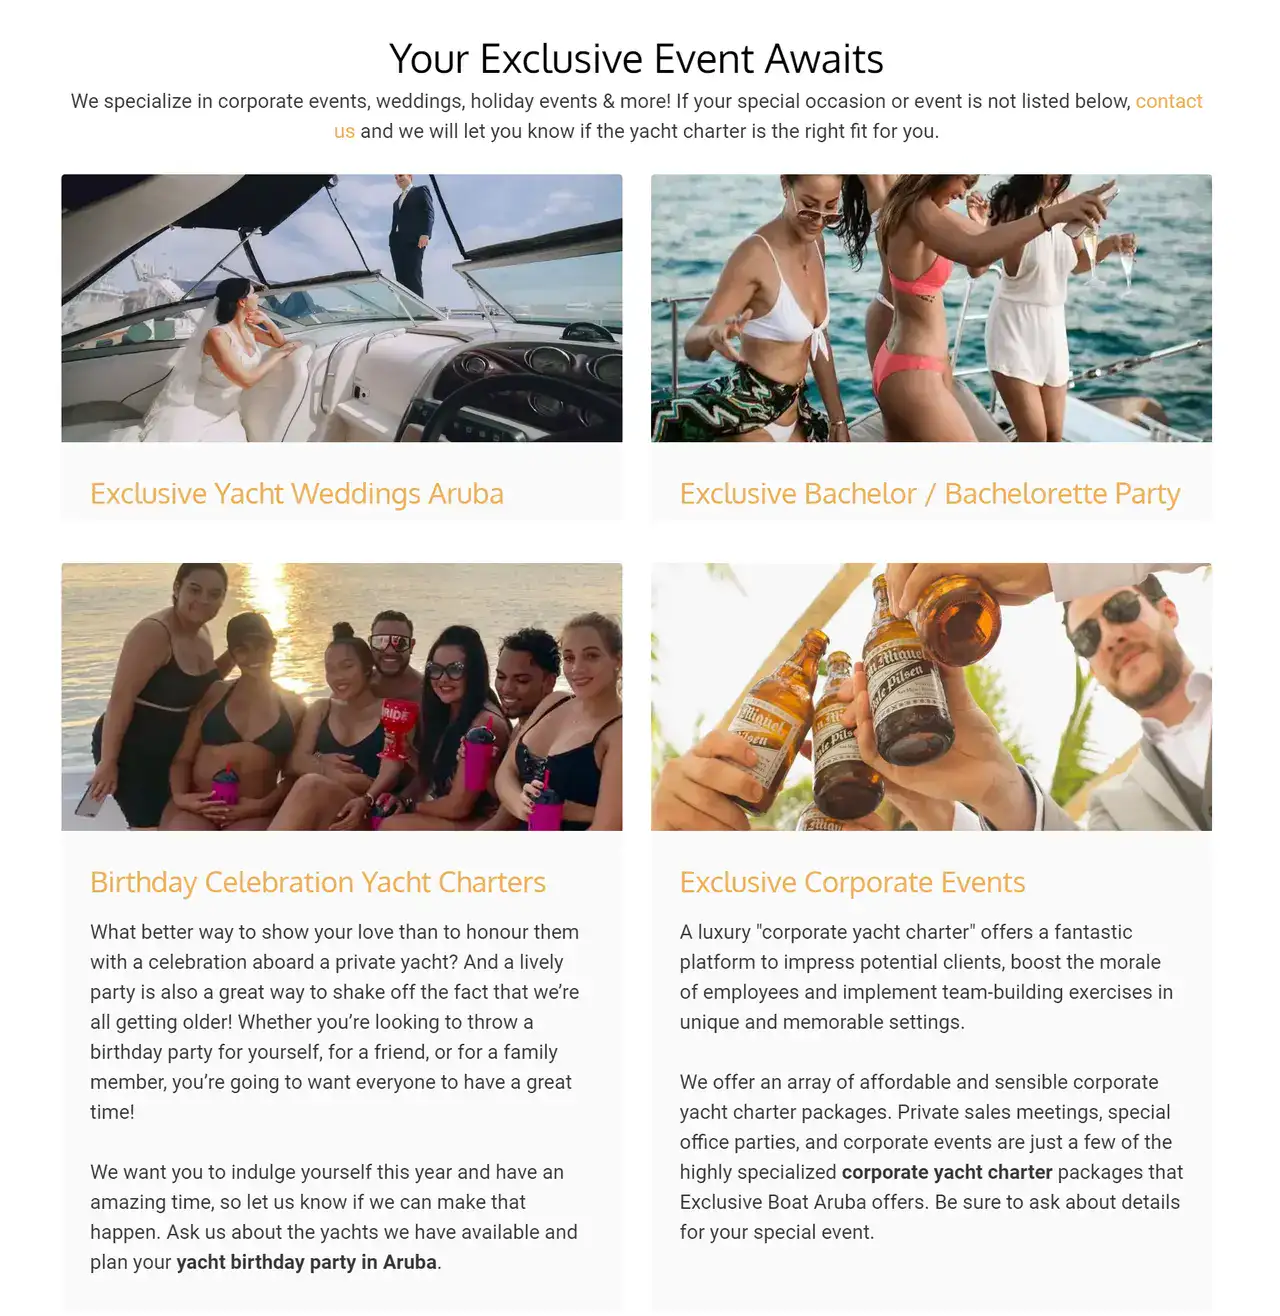 Your Exclusive Event Awaits
We specialize in corporate events, weddings, holiday events & more! If your special occasion or event is not listed below, contact
us and we will let you know if the yacht charter is the right fit for you.
Exclusive Yacht Weddings Aruba
Exclusive Bachelor / Bachelorette Party
BRIDE
San Miguel
Pilsen
Birthday Celebration Yacht Charters
What better way to show your love than to honour them
with a celebration aboard a private yacht? And a lively
party is also a great way to shake off the fact that we’re
all getting older! Whether you’re looking to throw a
birthday party for yourself, for a friend, or for a family
member, you’re going to want everyone to have a great
time!
We want you to indulge yourself this year and have an
amazing time, so let us know if we can make that
happen. Ask us about the yachts we have available and
plan your yacht birthday party in Aruba.
Exclusive Corporate Events
A luxury "corporate yacht charter" offers a fantastic
platform to impress potential clients, boost the morale
of employees and implement team-building exercises in
unique and memorable settings.
We offer an array of affordable and sensible corporate
yacht charter packages. Private sales meetings, special
office parties, and corporate events are just a few of the
highly specialized corporate yacht charter packages that
Exclusive Boat Aruba offers. Be sure to ask about details
for your special event.